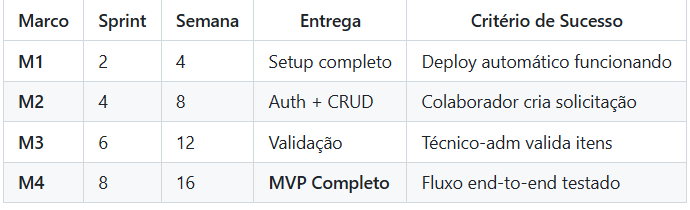 Marco Sprint Semana Entrega Critério de Sucesso
M1 2 4 Setup completo Deploy automático funcionando
M2 4 8 Auth + CRUD Colaborador cria solicitação
M3 6 12 Validação Técnico-adm valida itens
M4 8 16 MVP Completo Fluxo end-to-end testado